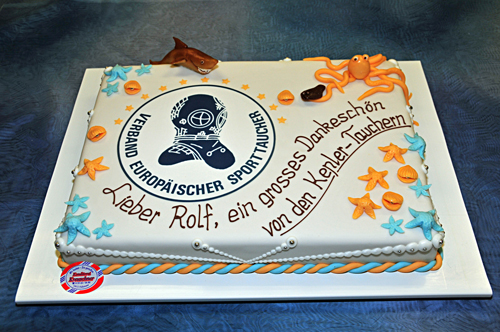 VERBAND EUROPÄISCHER SPORTTAUCHER
Lieber Rolf, ein grosses Dankeschön
von den Kepler-Tauchern